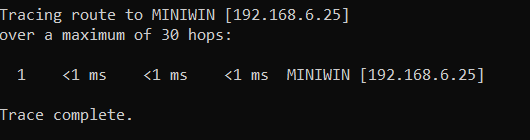 Tracing route to MINIWIN [192.168.6.25]
over a maximum of 30 hops:
1 <1 ms <1 ms <1 ms MINIWIN [192.168.6.25]
Trace complete.